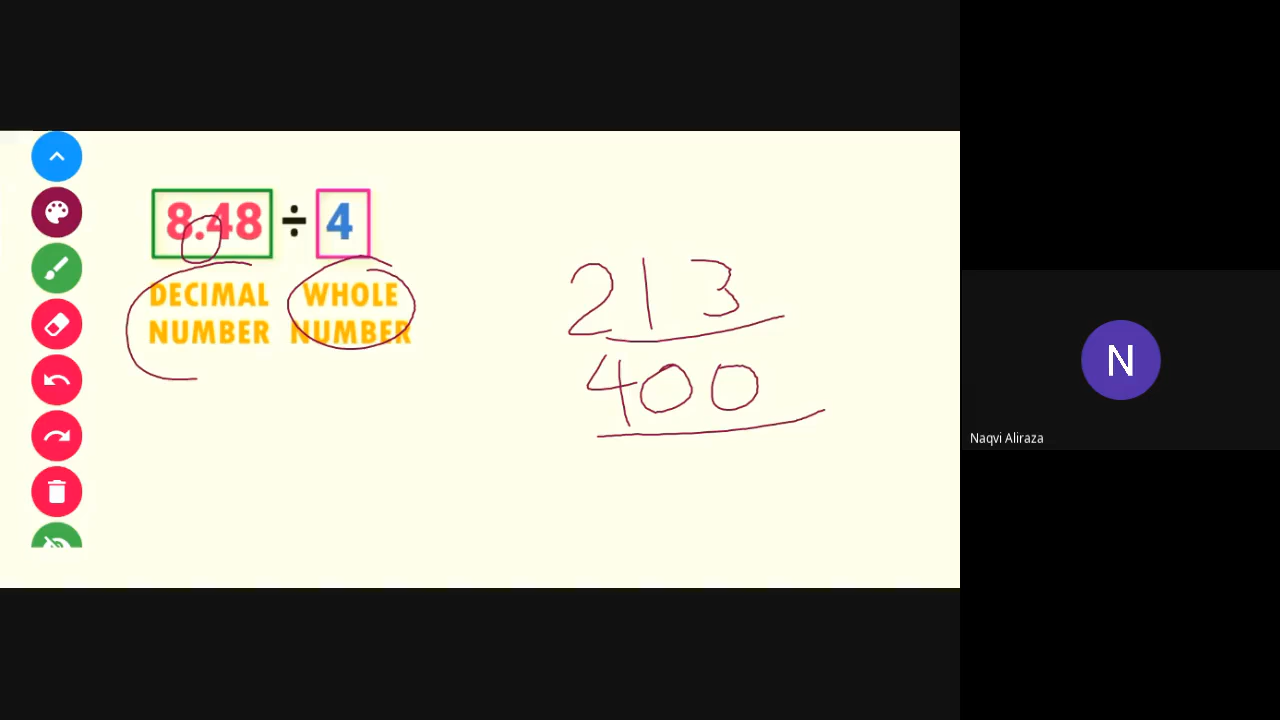 8.48 ÷ 4
DECIMAL NUMBER
WHOLE NUMBER
213
400
N
Naqvi Aliraza